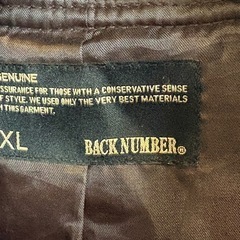 GENUINE
ASSURANCE FOR THOSE WITH A CONSERVATIVE SENSE
OF STYLE. WE USED ONLY THE VERY BEST MATERIALS
THIS GARMENT.
XL
BACK NUMBER®